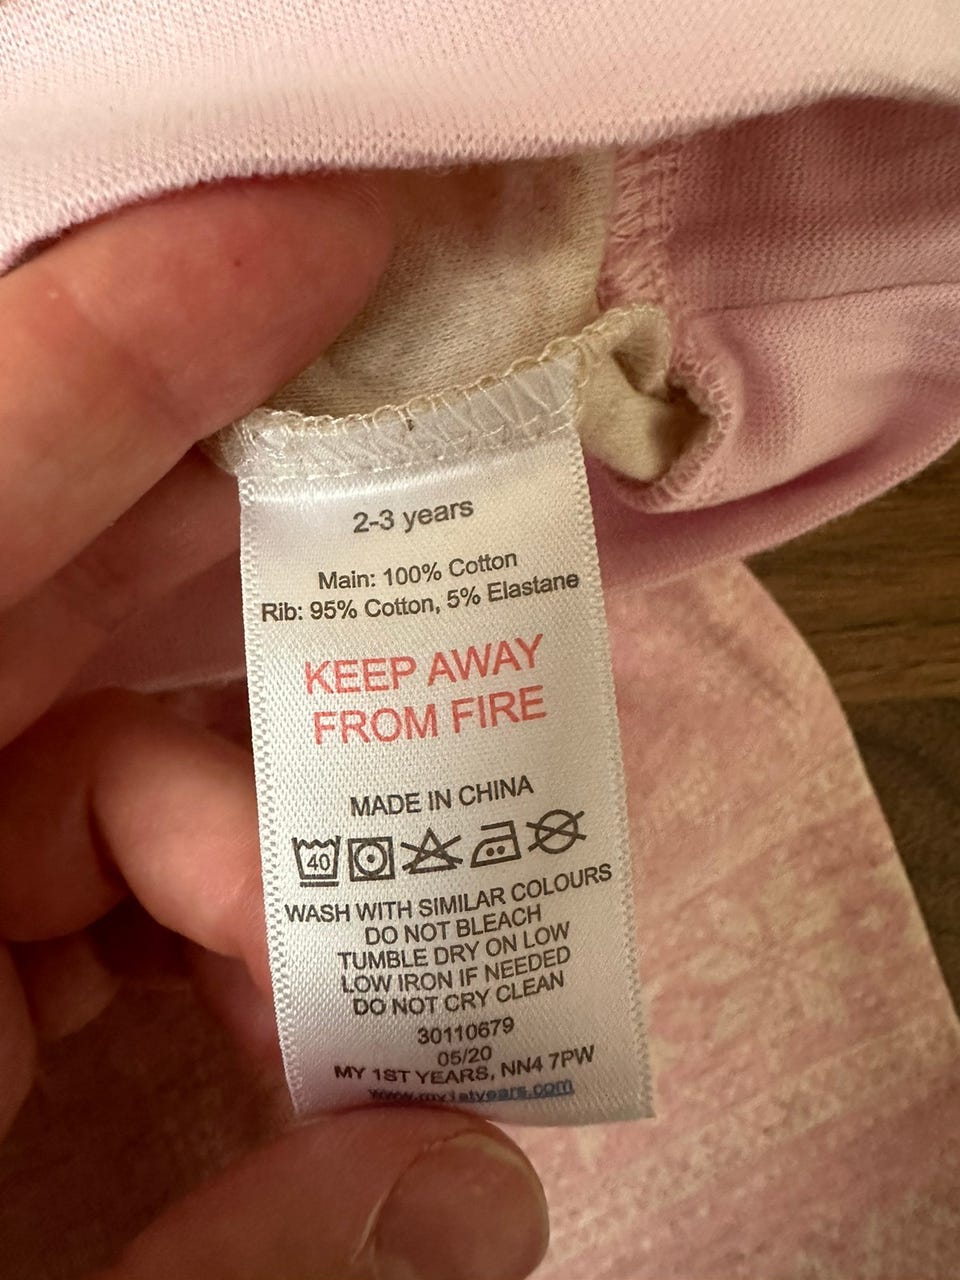 2-3 years
Main: 100% Cotton
Rib: 95% Cotton, 5% Elastane
KEEP AWAY
FROM FIRE
MADE IN CHINA
40
WASH WITH SIMILAR COLOURS
DO NOT BLEACH
TUMBLE DRY ON LOW
LOW IRON IF NEEDED
DO NOT CRY CLEAN
30110679
05/20
MY 1ST YEARS, NN4 7PW
www.my1styears.com